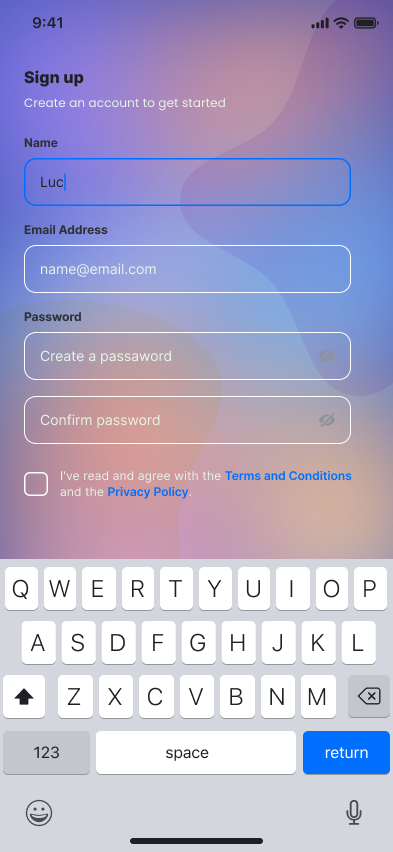 9:41
Sign up
Create an account to get started
Name
Luc
Email Address
name@email.com
Password
Create a passaword
Confirm password
I've read and agree with the Terms and Conditions
and the Privacy Policy.
Q W E R T Y U I O P
A S D F G H J K L
Z X C V B N M
123 space return